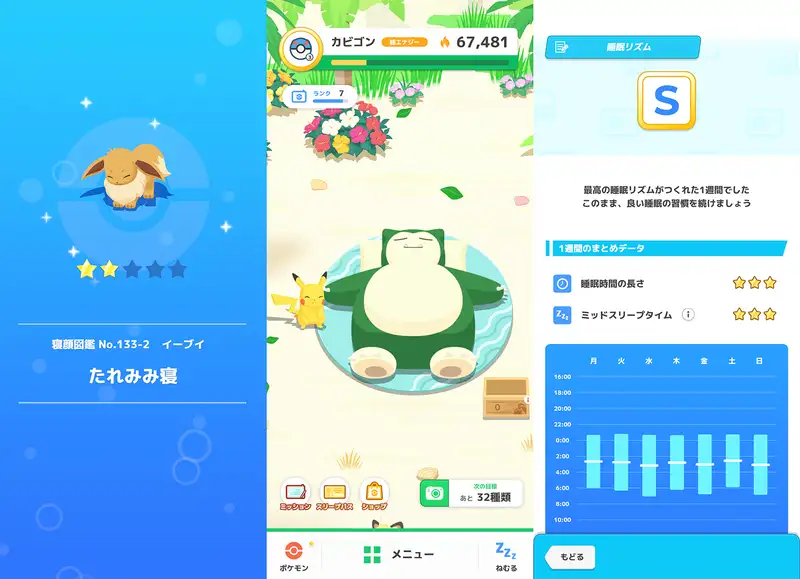 寝顔図鑑 No.133-2 イーブイ
たれみみ寝
カビゴン 睡エナジー 67,481
ランク 7
ミッション
スリープパス
ショップ
次の目標
あと 32種類
ポケモン
メニュー
ねむる
睡眠リズム
S
最高の睡眠リズムがつくれた1週間でした
このまま、良い睡眠の習慣を続けましょう
1週間のまとめデータ
睡眠時間の長さ
ミッドスリープタイム
月 火 水 木 金 土 日
16:00
18:00
20:00
22:00
0:00
2:00
4:00
6:00
8:00
10:00
もどる